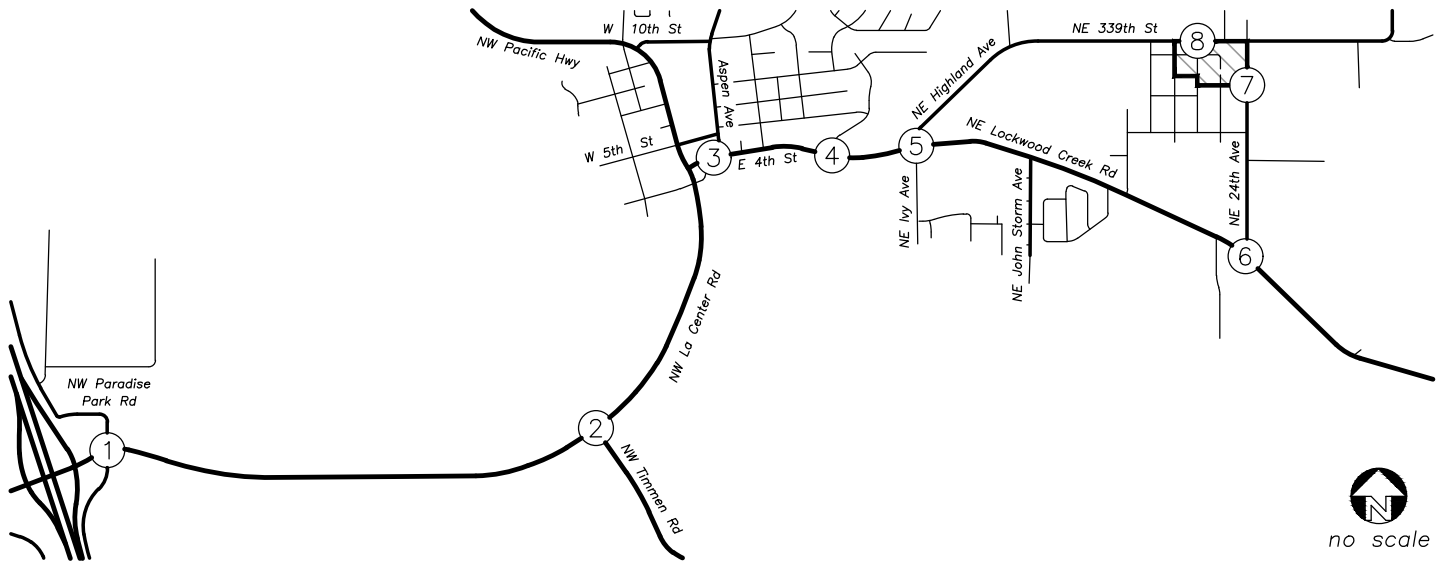 W 10th St
NW Pacific Hwy
NE 339th St
8
7
Aspen Ave
NE Highland Ave
W 5th St
3
E 4th St
4
5
NE Lockwood Creek Rd
NE Ivy Ave
NE John Storm Ave
NE 24th Ave
6
NW La Center Rd
NW Paradise
Park Rd
1
2
NW Timmen Rd
N
no scale